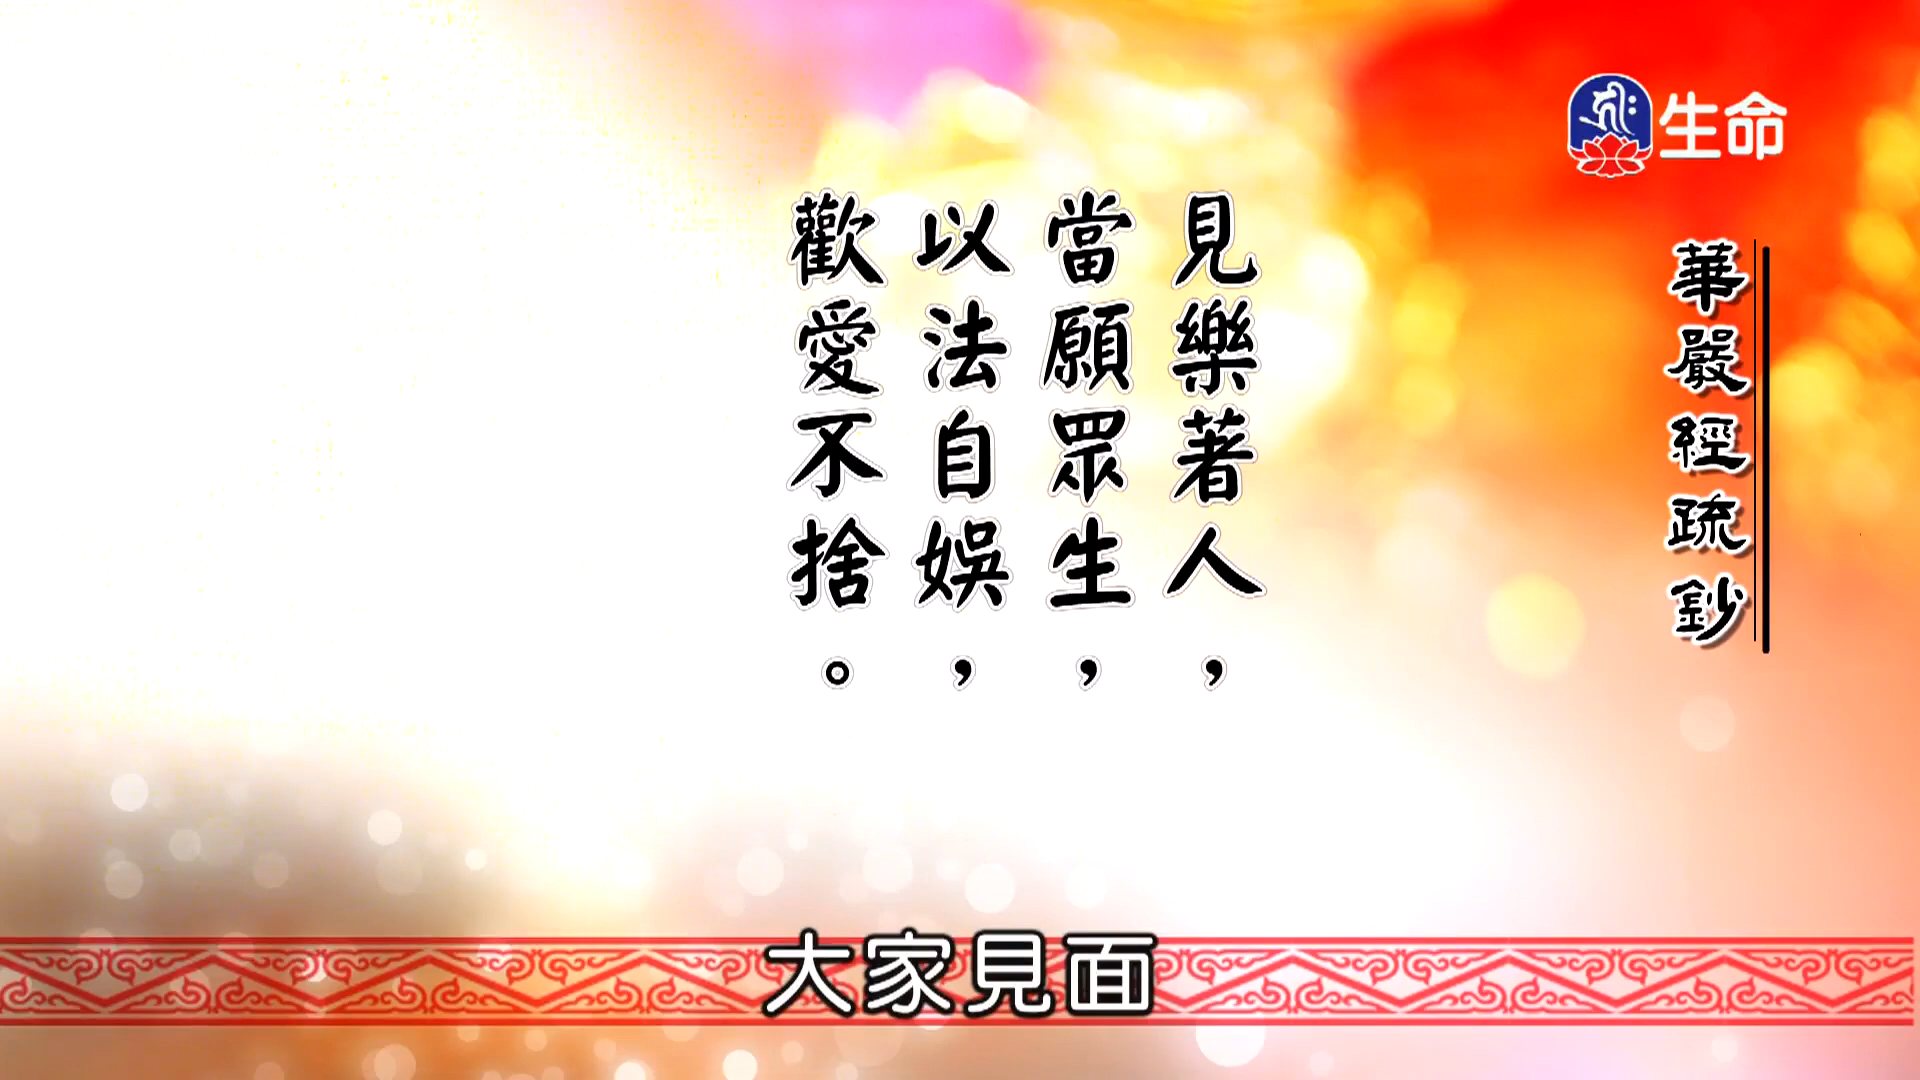 生命
華嚴經疏鈔
見樂著人，
當願眾生，
以法自娛，
歡愛不捨。
大家見面